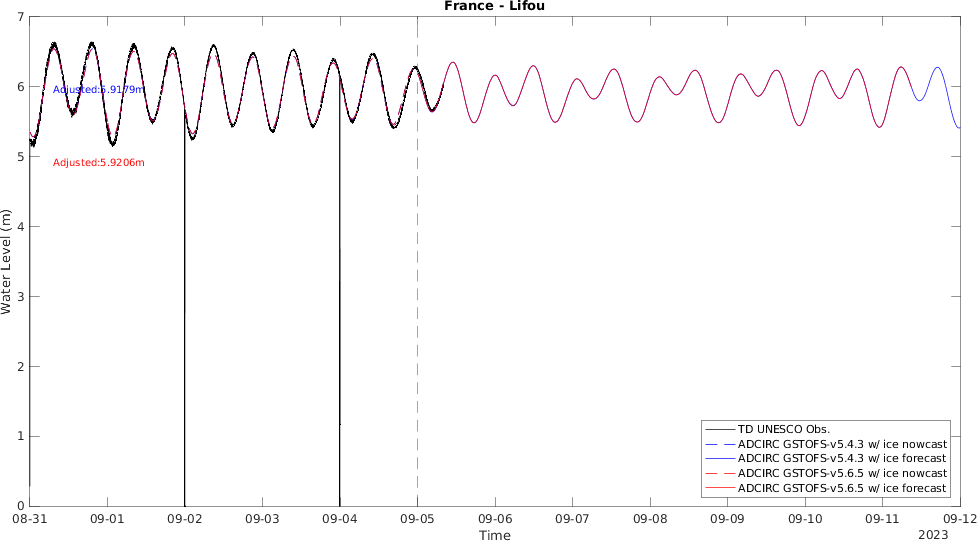 France - Lifou
7
6
5
4
3
2
1
0
Water Level (m)
Adjusted:5.9179m
Adjusted:5.9206m
TD UNESCO Obs.
ADCIRC GSTOFS-v5.4.3 w/ ice nowcast
ADCIRC GSTOFS-v5.4.3 w/ ice forecast
ADCIRC GSTOFS-v5.6.5 w/ ice nowcast
ADCIRC GSTOFS-v5.6.5 w/ ice forecast
08-31 09-01 09-02 09-03 09-04 09-05 09-06 09-07 09-08 09-09 09-10 09-11 09-12
Time
2023